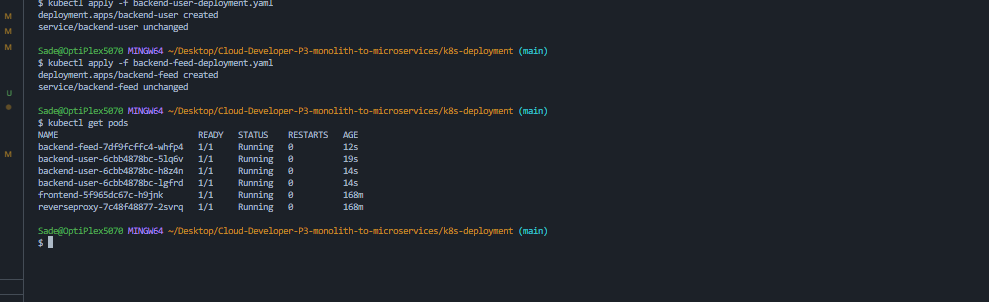 $ kubectl apply -f backend-user-deployment.yaml
deployment.apps/backend-user created
service/backend-user unchanged
Sade@OptiPlex5070 MINGW64 ~/Desktop/Cloud-Developer-P3-monolith-to-microservices/k8s-deployment (main)
$ kubectl apply -f backend-feed-deployment.yaml
deployment.apps/backend-feed created
service/backend-feed unchanged
Sade@OptiPlex5070 MINGW64 ~/Desktop/Cloud-Developer-P3-monolith-to-microservices/k8s-deployment (main)
$ kubectl get pods
NAME READY STATUS RESTARTS AGE
backend-feed-7df9fcffc4-whfp4 1/1 Running 0 12s
backend-user-6cbb4878bc-5lq6v 1/1 Running 0 19s
backend-user-6cbb4878bc-h8z4n 1/1 Running 0 14s
backend-user-6cbb4878bc-lgfrd 1/1 Running 0 14s
frontend-5f965dc67c-h9jnk 1/1 Running 0 168m
reverseproxy-7c48f48877-2svrq 1/1 Running 0 168m
Sade@OptiPlex5070 MINGW64 ~/Desktop/Cloud-Developer-P3-monolith-to-microservices/k8s-deployment (main)
$
M
M
M
U
M